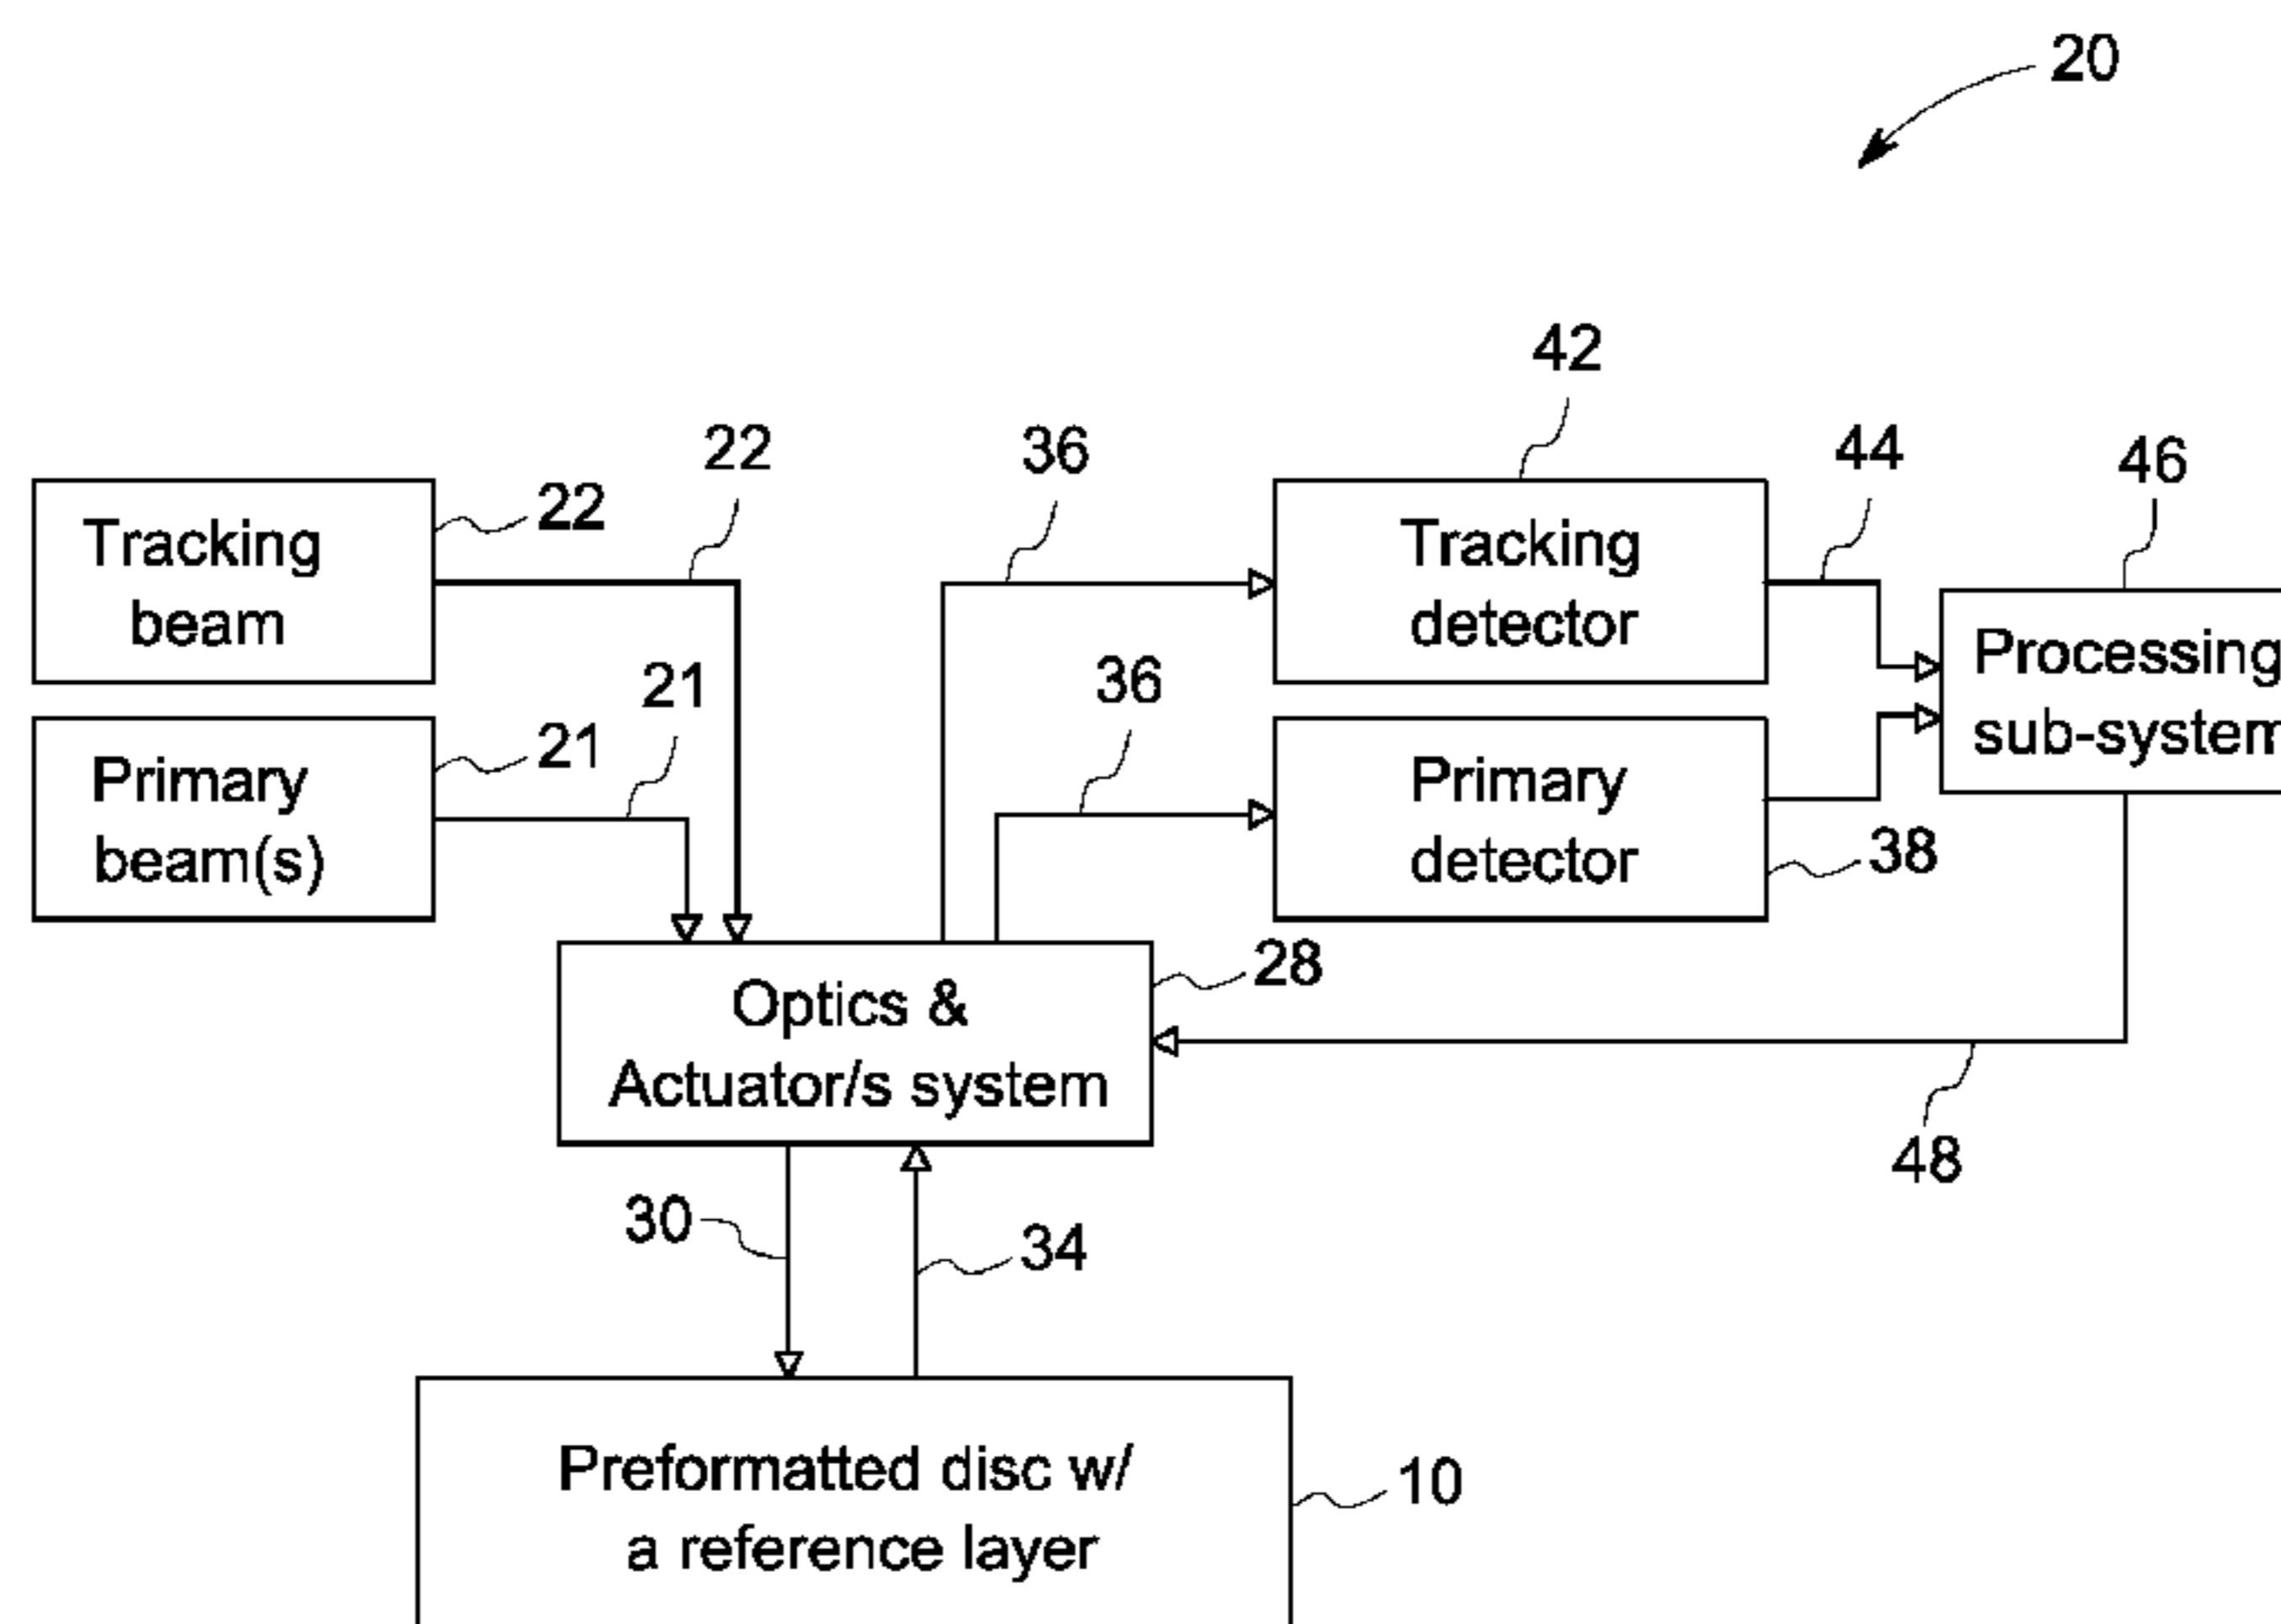 20
42
22
36
44
46
Tracking
beam
22
Tracking
detector
Processing
sub-system
21
36
Primary
beam(s)
21
Primary
detector
38
Optics &
Actuator/s system
28
48
30
34
Preformatted disc w/
a reference layer
10